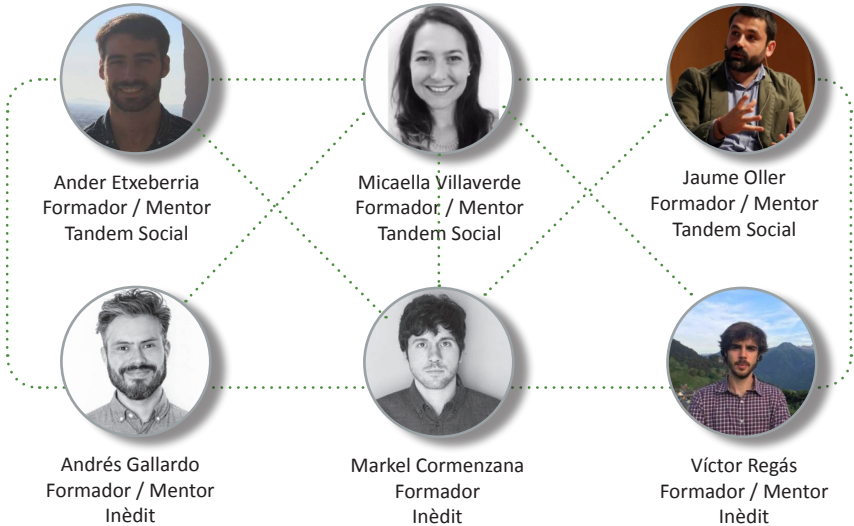 Ander Etxeberria
Formador / Mentor
Tandem Social
Micaella Villaverde
Formador / Mentor
Tandem Social
Jaume Oller
Formador / Mentor
Tandem Social
Andrés Gallardo
Formador / Mentor
Inèdit
Markel Cormenzana
Formador
Inèdit
Víctor Regás
Formador / Mentor
Inèdit